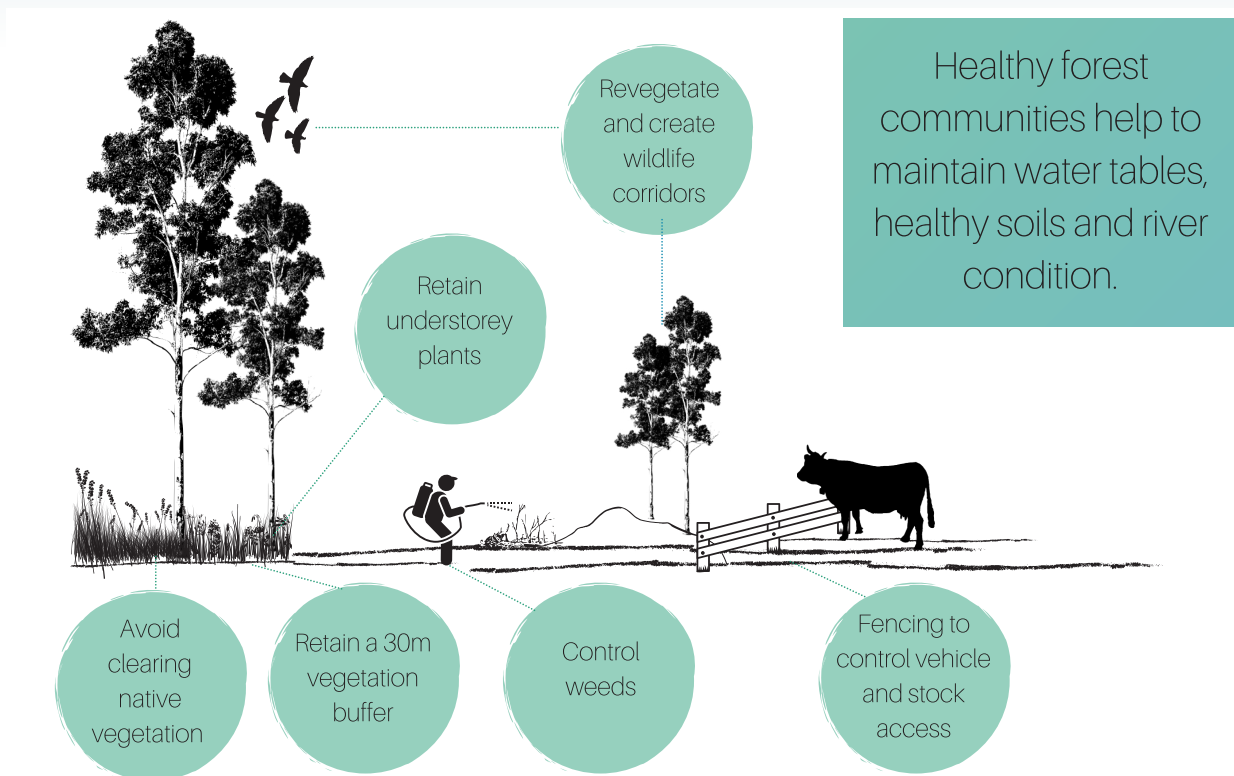 Healthy forest
communities help to
maintain water tables,
healthy soils and river
condition.
Revegetate
and create
wildlife
corridors
Retain
understorey
plants
Avoid
clearing
native
vegetation
Retain a 30m
vegetation
buffer
Control
weeds
Fencing to
control vehicle
and stock
access